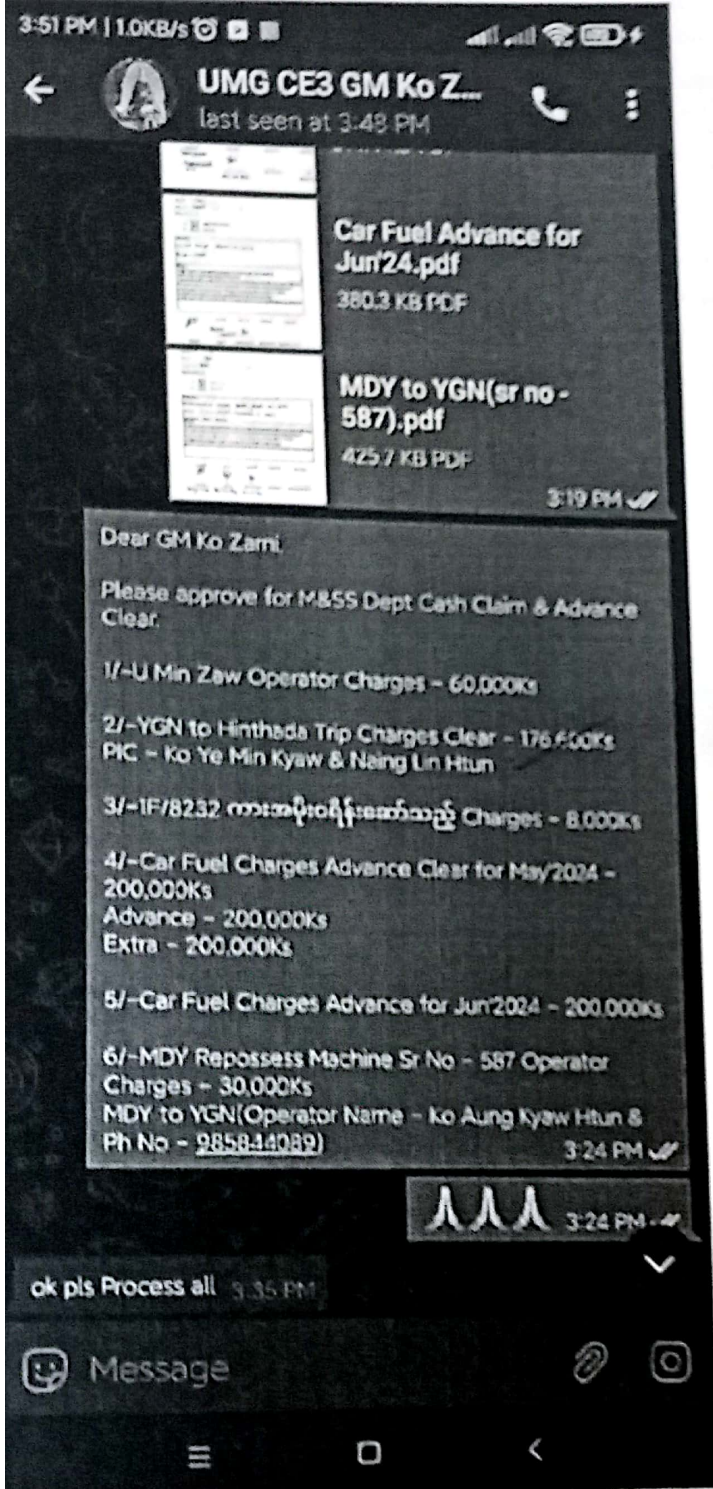 3:51 PM | 1.0KB/s
UMG CE3 GM Ko Z...
last seen at 3:48 PM
Car Fuel Advance for
Jun'24.pdf
380.3 KB PDF
MDY to YGN(sr no -
587).pdf
425.7 KB PDF
3:19 PM
Dear GM Ko Zarni,
Please approve for M&SS Dept Cash Claim & Advance
Clear.
1/-U Min Zaw Operator Charges - 60,000Ks
2/-YGN to Hinthada Trip Charges Clear - 176,600Ks
PIC - Ko Ye Min Kyaw & Naing Lin Htun
3/-1F/8232 ကားအမိုးဝရိန်းဆော်သည့် Charges - 8,000Ks
4/-Car Fuel Charges Advance Clear for May'2024 -
200,000Ks
Advance - 200,000Ks
Extra - 200,000Ks
5/-Car Fuel Charges Advance for Jun'2024 - 200,000Ks
6/-MDY Repossess Machine Sr No - 587 Operator
Charges - 30,000Ks
MDY to YGN(Operator Name - Ko Aung Kyaw Htun &
Ph No - 985844089)
3:24 PM
3:24 PM
ok pls Process all 3:35 PM
Message